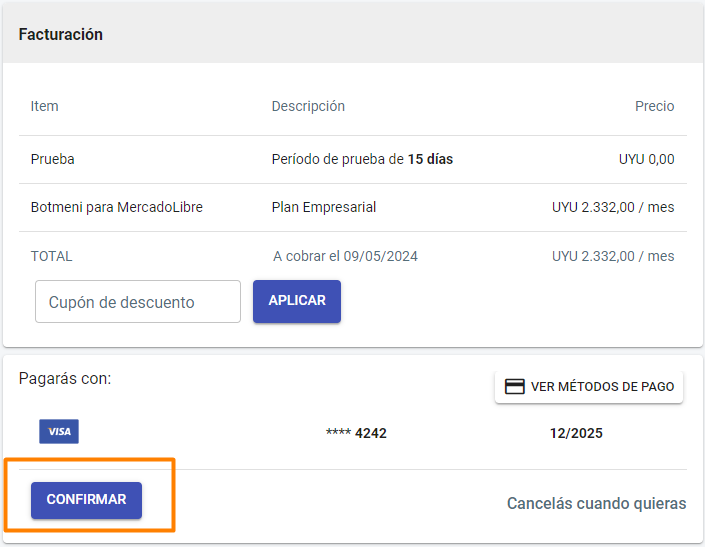 Facturación
Item Descripción Precio
Prueba Período de prueba de 15 días UYU 0,00
Botmeni para MercadoLibre Plan Empresarial UYU 2.332,00 / mes
TOTAL A cobrar el 09/05/2024 UYU 2.332,00 / mes
Cupón de descuento APLICAR
Pagarás con:
VER MÉTODOS DE PAGO
VISA **** 4242 12/2025
CONFIRMAR
Cancelás cuando quieras